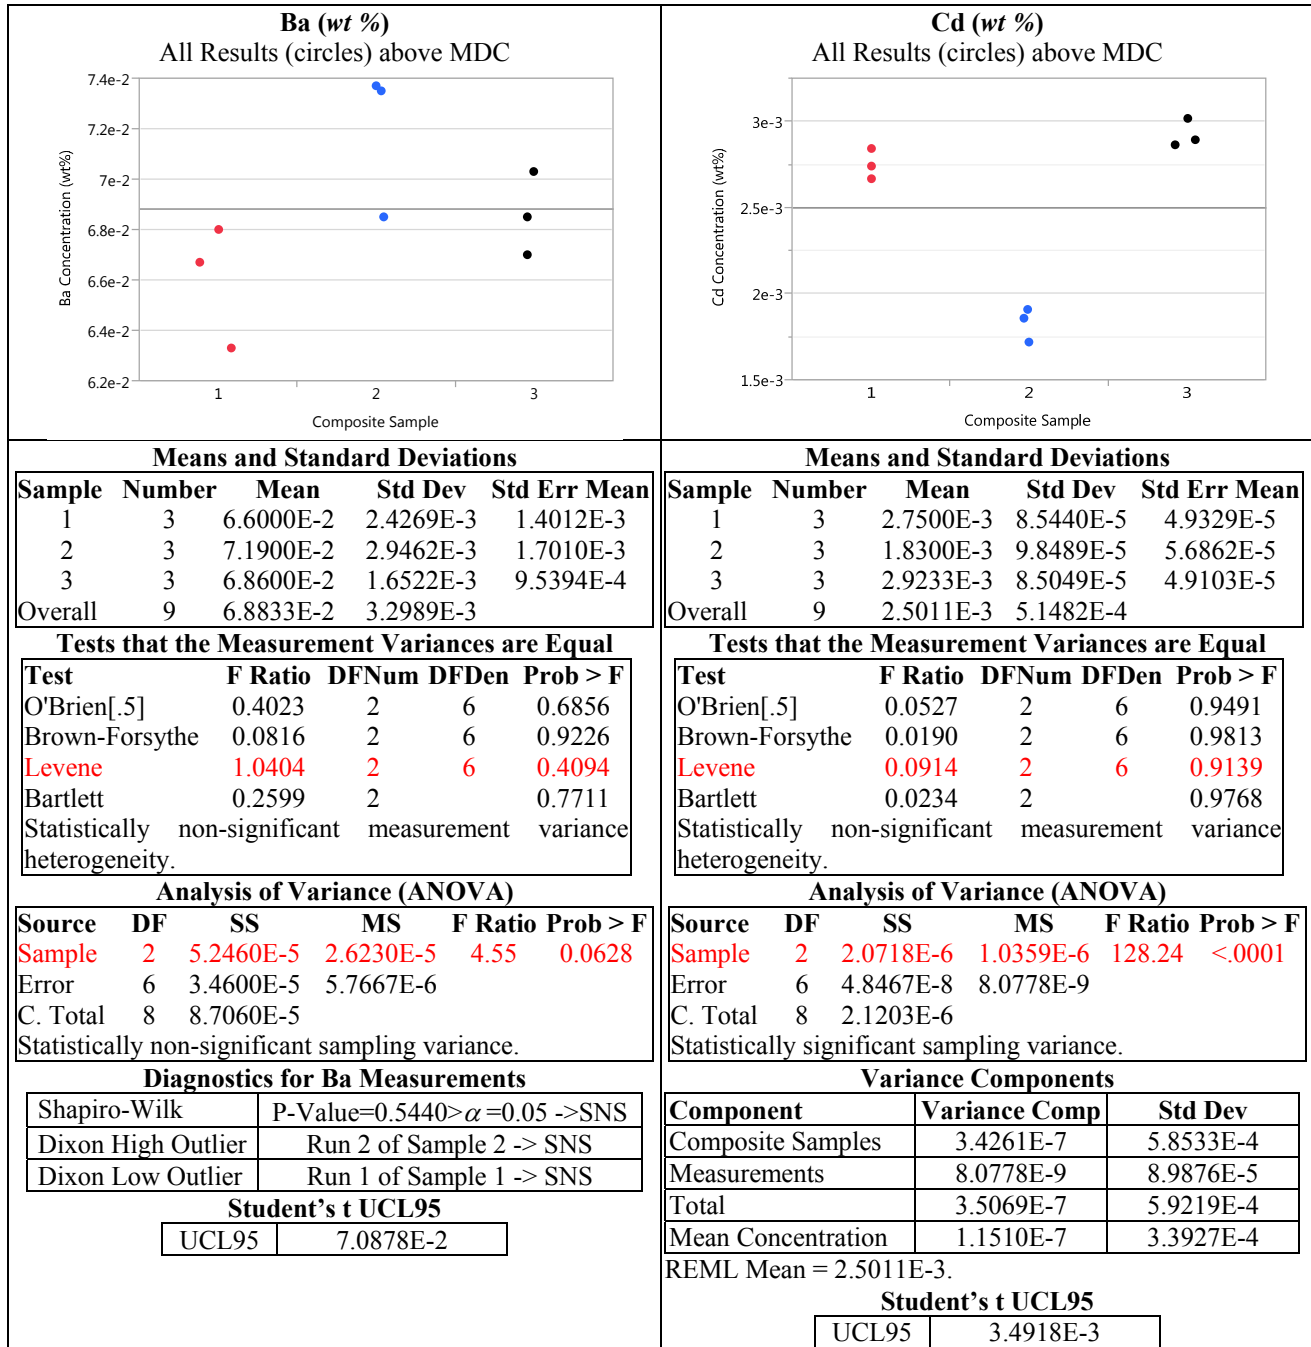 Ba (wt %)
All Results (circles) above MDC
7.4e-2
7.2e-2
7e-2
6.8e-2
6.6e-2
6.4e-2
6.2e-2
Ba Concentration (wt%)
1 2 3
Composite Sample
Means and Standard Deviations
Sample Number Mean Std Dev Std Err Mean
1 3 6.6000E-2 2.4269E-3 1.4012E-3
2 3 7.1900E-2 2.9462E-3 1.7010E-3
3 3 6.8600E-2 1.6522E-3 9.5394E-4
Overall 9 6.8833E-2 3.2989E-3
Tests that the Measurement Variances are Equal
Test F Ratio DFNum DFDen Prob > F
O'Brien[.5] 0.4023 2 6 0.6856
Brown-Forsythe 0.0816 2 6 0.9226
Levene 1.0404 2 6 0.4094
Bartlett 0.2599 2 0.7711
Statistically non-significant measurement variance
heterogeneity.
Analysis of Variance (ANOVA)
Source DF SS MS F Ratio Prob > F
Sample 2 5.2460E-5 2.6230E-5 4.55 0.0628
Error 6 3.4600E-5 5.7667E-6
C. Total 8 8.7060E-5
Statistically non-significant sampling variance.
Diagnostics for Ba Measurements
Shapiro-Wilk P-Value=0.5440>α =0.05 ->SNS
Dixon High Outlier Run 2 of Sample 2 -> SNS
Dixon Low Outlier Run 1 of Sample 1 -> SNS
Student’s t UCL95
UCL95 7.0878E-2
Cd (wt %)
All Results (circles) above MDC
3e-3
2.5e-3
2e-3
1.5e-3
Cd Concentration (wt%)
1 2 3
Composite Sample
Means and Standard Deviations
Sample Number Mean Std Dev Std Err Mean
1 3 2.7500E-3 8.5440E-5 4.9329E-5
2 3 1.8300E-3 9.8489E-5 5.6862E-5
3 3 2.9233E-3 8.5049E-5 4.9103E-5
Overall 9 2.5011E-3 5.1482E-4
Tests that the Measurement Variances are Equal
Test F Ratio DFNum DFDen Prob > F
O'Brien[.5] 0.0527 2 6 0.9491
Brown-Forsythe 0.0190 2 6 0.9813
Levene 0.0914 2 6 0.9139
Bartlett 0.0234 2 0.9768
Statistically non-significant measurement variance
heterogeneity.
Analysis of Variance (ANOVA)
Source DF SS MS F Ratio Prob > F
Sample 2 2.0718E-6 1.0359E-6 128.24 <.0001
Error 6 4.8467E-8 8.0778E-9
C. Total 8 2.1203E-6
Statistically significant sampling variance.
Variance Components
Component Variance Comp Std Dev
Composite Samples 3.4261E-7 5.8533E-4
Measurements 8.0778E-9 8.9876E-5
Total 3.5069E-7 5.9219E-4
Mean Concentration 1.1510E-7 3.3927E-4
REML Mean = 2.5011E-3.
Student’s t UCL95
UCL95 3.4918E-3